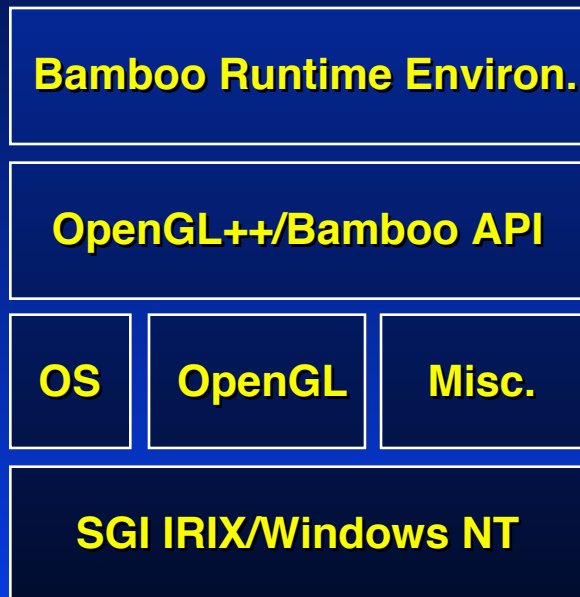 Bamboo Runtime Environ.
OpenGL++/Bamboo API
OS OpenGL Misc.
SGI IRIX/Windows NT